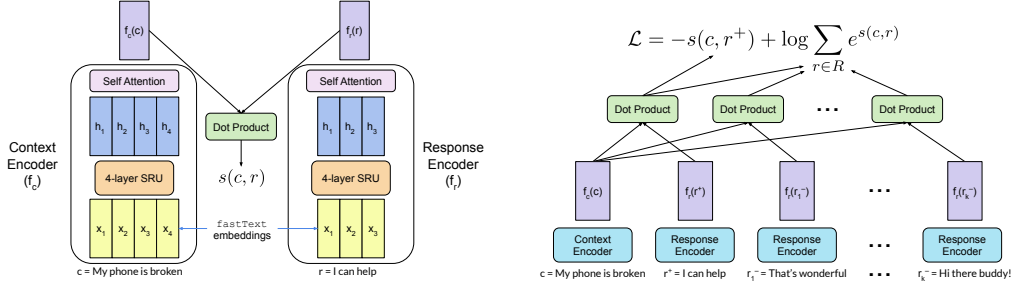 f_c(c)
f_r(r)
Self Attention
Self Attention
h_1 h_2 h_3 h_4
h_1 h_2 h_3
Dot Product
Context Encoder (f_c)
Response Encoder (f_r)
4-layer SRU
s(c, r)
4-layer SRU
x_1 x_2 x_3 x_4
fastText
embeddings
x_1 x_2 x_3
c = My phone is broken
r = I can help
L = -s(c, r^+) + log ∑_{r∈R} e^{s(c,r)}
Dot Product
Dot Product
...
Dot Product
f_c(c)
f_r(r^+)
f_r(r_1^-)
...
f_r(r_k^-)
Context Encoder
Response Encoder
Response Encoder
...
Response Encoder
c = My phone is broken
r^+ = I can help
r_1^- = That's wonderful
...
r_k^- = Hi there buddy!